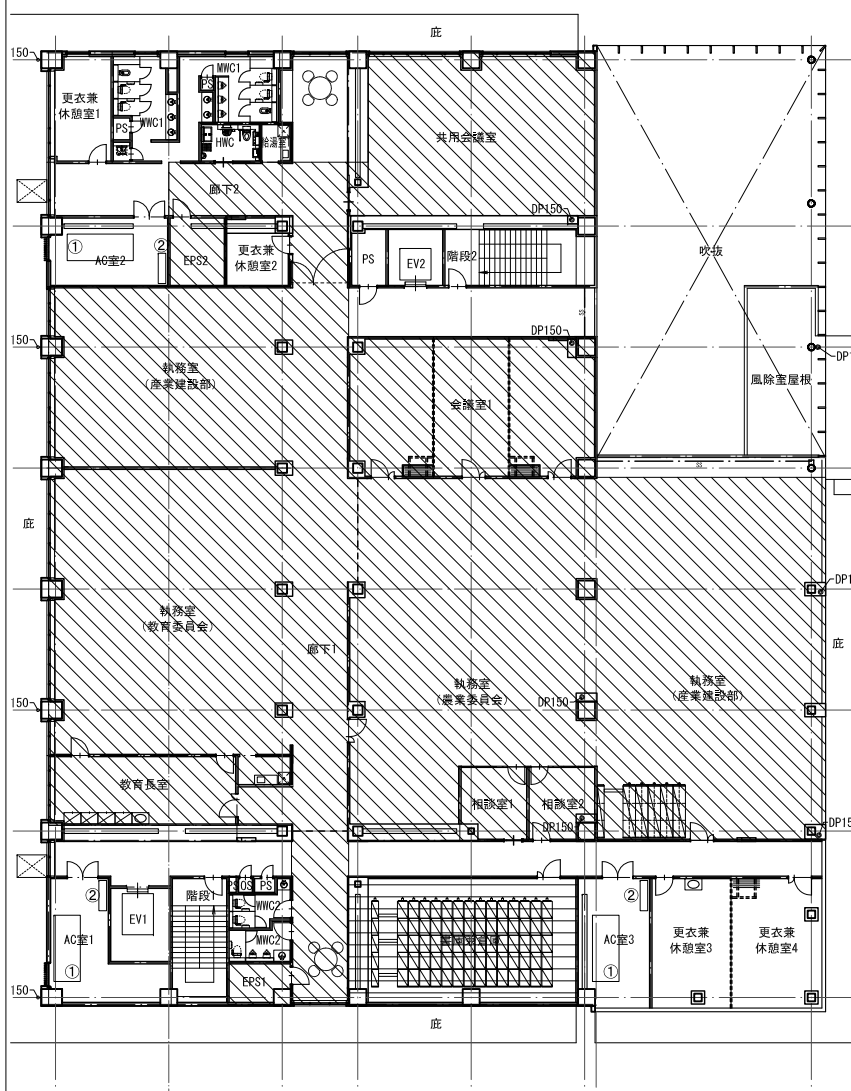 庇
150
更衣兼
休憩室1
PS
WWC1
PS
MWC1
HWC
給湯室
共用会議室
廊下2
DP150
①
AC室2
②
EPS2
更衣兼
休憩室2
PS
EV2
階段2
吹抜
SS
150
執務室
(産業建設部)
DP150
会議室1
風除室屋根
DP1
SS
庇
執務室
(教育委員会)
廊下1
DP1
庇
執務室
(農業委員会)
執務室
(産業建設部)
150
DP150
教育長室
相談室1
相談室2
DP150
DP15
AC室1
②
①
EV1
階段1
PS
OS
PS
WWC2
MWC2
EPS1
AC室3
②
①
更衣兼
休憩室3
更衣兼
休憩室4
150
庇